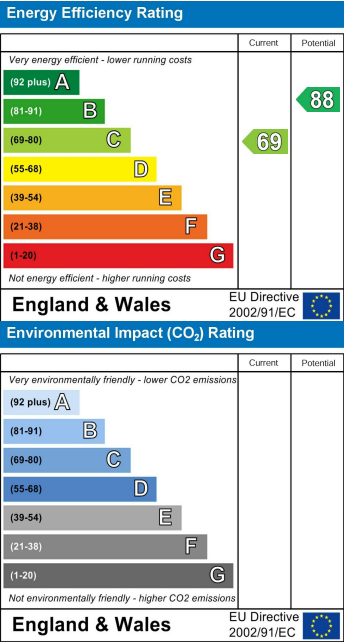 Energy Efficiency Rating
Current Potential
Very energy efficient - lower running costs
(92 plus) A
(81-91) B
(69-80) C
(55-68) D
(39-54) E
(21-38) F
(1-20) G
88
69
Not energy efficient - higher running costs
England & Wales
EU Directive
2002/91/EC
Environmental Impact (CO₂) Rating
Current Potential
Very environmentally friendly - lower CO2 emissions
(92 plus) A
(81-91) B
(69-80) C
(55-68) D
(39-54) E
(21-38) F
(1-20) G
Not environmentally friendly - higher CO2 emissions
England & Wales
EU Directive
2002/91/EC